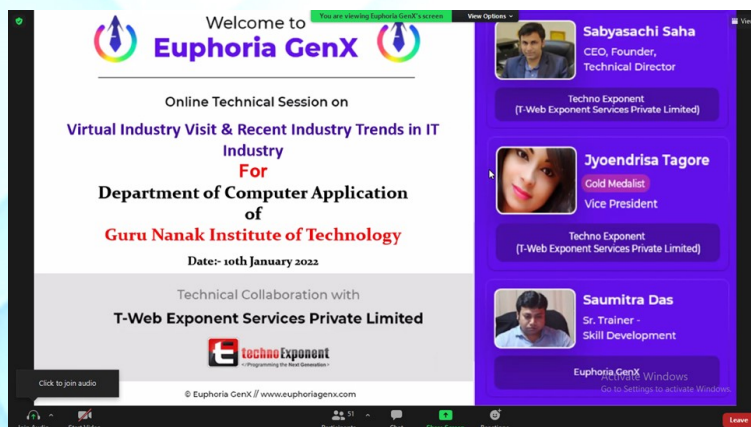 You are viewing Euphoria GenX's screen
View Options
Welcome to
Euphoria GenX
Online Technical Session on
Virtual Industry Visit & Recent Industry Trends in IT
Industry
For
Department of Computer Application
of
Guru Nanak Institute of Technology
Date:- 10th January 2022
Technical Collaboration with
T-Web Exponent Services Private Limited
techno Exponent
<Programming the Next Generation>
© Euphoria GenX // www.euphoriagenx.com
Sabyasachi Saha
CEO, Founder,
Technical Director
Techno Exponent
(T-Web Exponent Services Private Limited)
Jyoendrisa Tagore
Gold Medalist
Vice President
Techno Exponent
(T-Web Exponent Services Private Limited)
Saumitra Das
Sr. Trainer -
Skill Development
Euphoria GenX
Activate Windows
Go to Settings to activate Windows.
Click to join audio
51
Leave